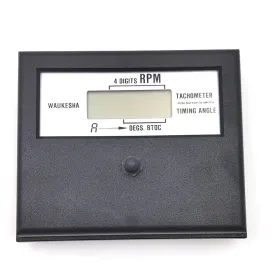 4 DIGITS RPM
WAUKESHA
TACHOMETER
TIMING ANGLE
R
DEGS. BTDC